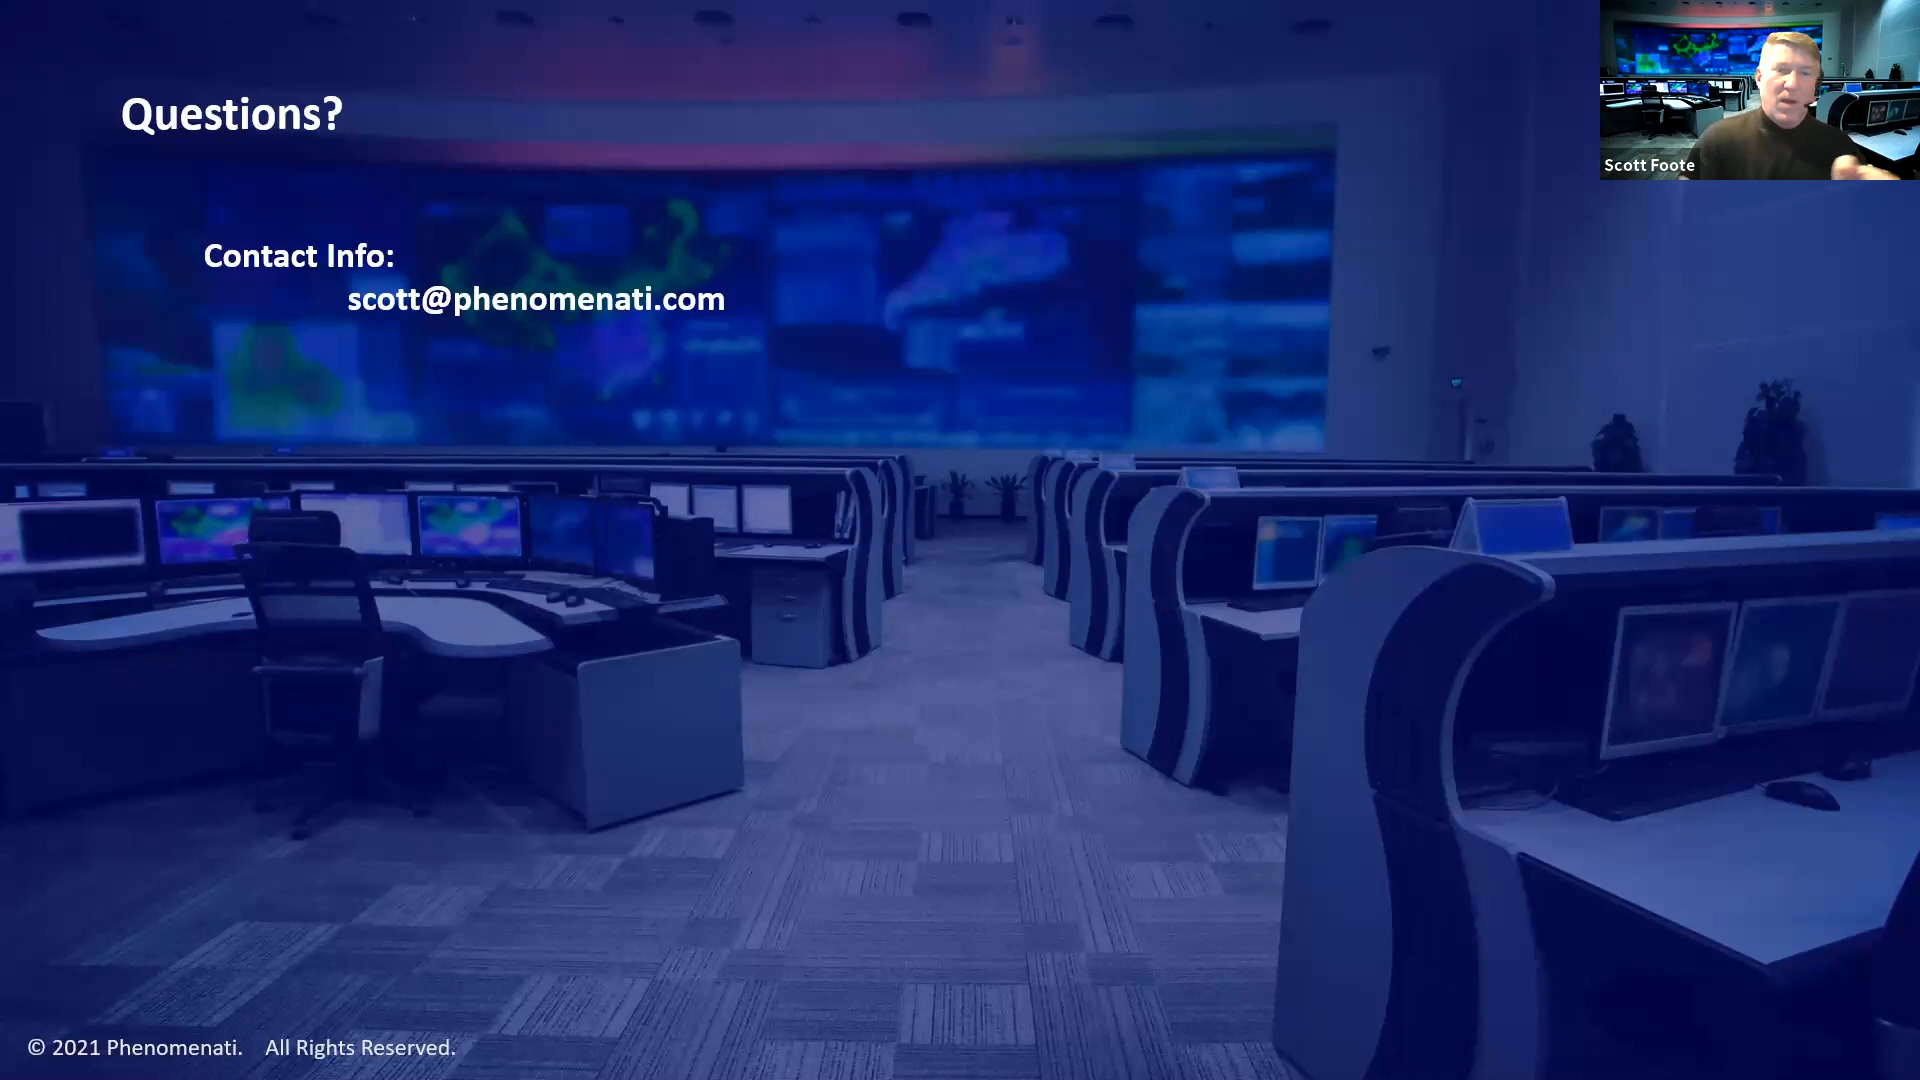 Questions?
Contact Info:
scott@phenomenati.com
Scott Foote
© 2021 Phenomenati.    All Rights Reserved.